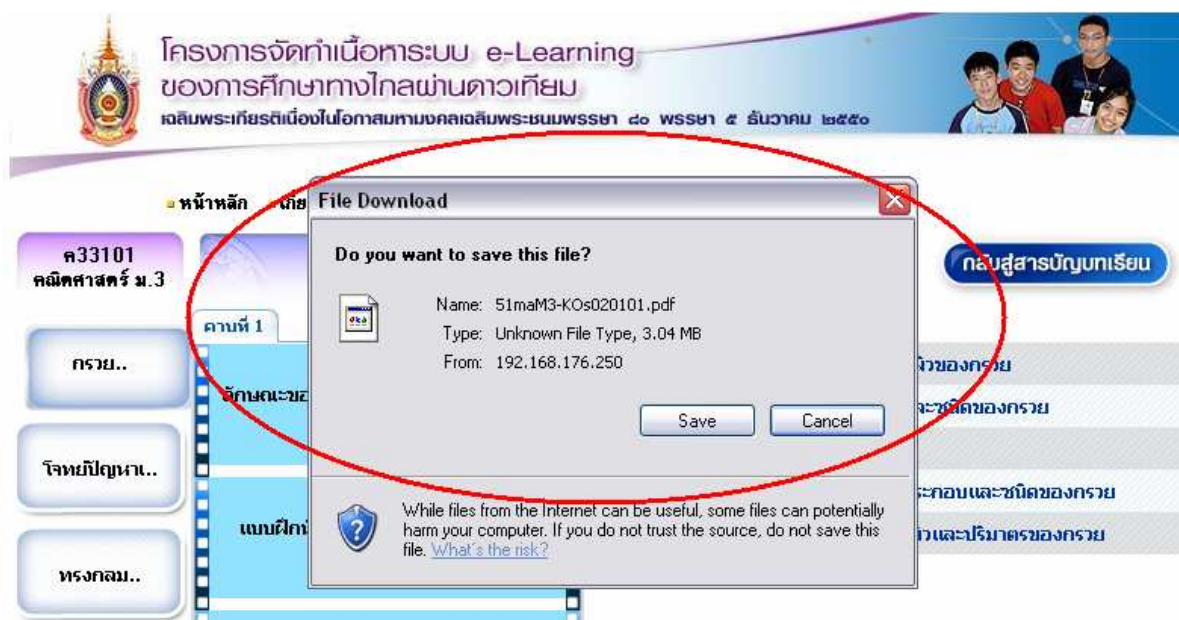 โครงการจัดทำเนื้อหาระบบ e-Learning
ของการศึกษาทางไกลผ่านดาวเทียม
เฉลิมพระเกียรติเนื่องในโอกาสมหามงคลเฉลิมพระชนมพรรษา ๘๐ พรรษา ๕ ธันวาคม ๒๕๕๐
หน้าหลัก
File Download
ค33101
คณิตศาสตร์ ม.3
Do you want to save this file?
กลับสู่สารบัญบทเรียน
Name: 51maM3-KOs020101.pdf
Type: Unknown File Type, 3.04 MB
From: 192.168.176.250
คาบที่ 1
กรวย..
ของกรวย
ลักษณะขอ
ชนิดของกรวย
Save
Cancel
โจทย์ปัญหาเ..
ะกอบและชนิดของกรวย
While files from the Internet can be useful, some files can potentially
harm your computer. If you do not trust the source, do not save this
file. What's the risk?
แบบฝึก
และปริมาตรของกรวย
ทรงกลม..